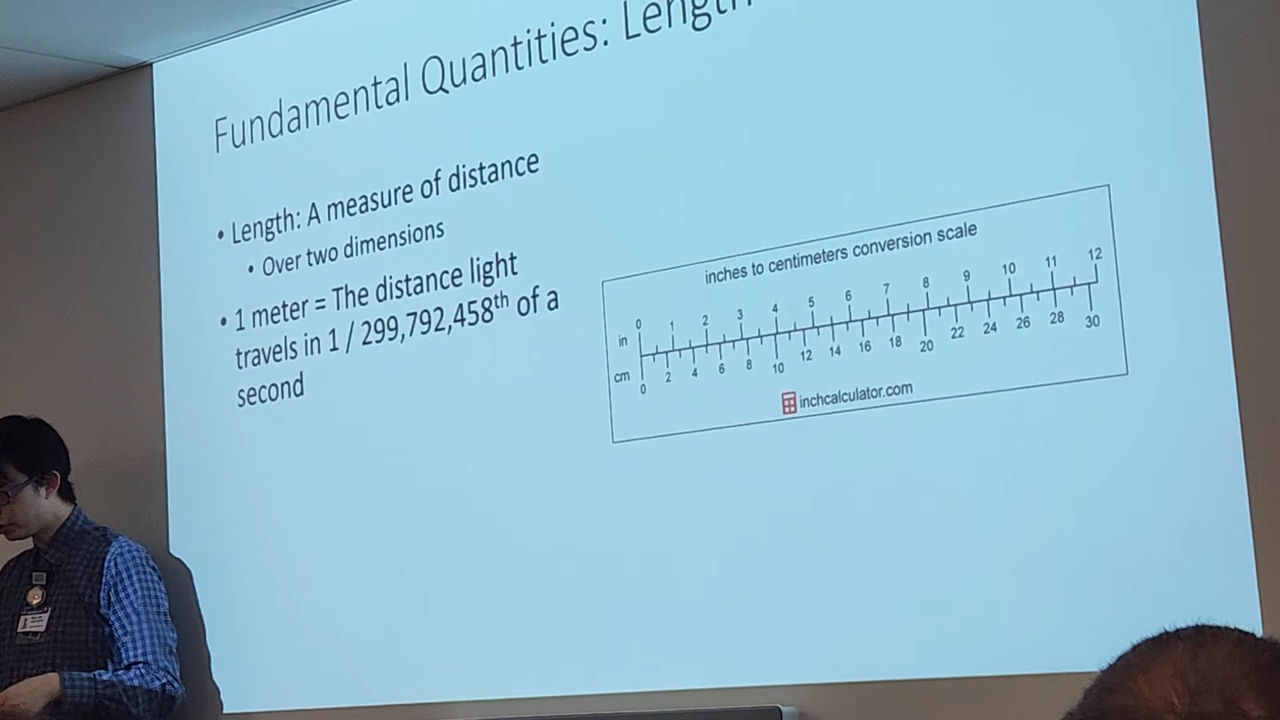 Fundamental Quantities: Length
• Length: A measure of distance
• Over two dimensions
• 1 meter = The distance light
travels in 1 / 299,792,458th of a
second
inches to centimeters conversion scale
in
0 1 2 3 4 5 6 7 8 9 10 11 12
cm
0 2 4 6 8 10 12 14 16 18 20 22 24 26 28 30
inchcalculator.com